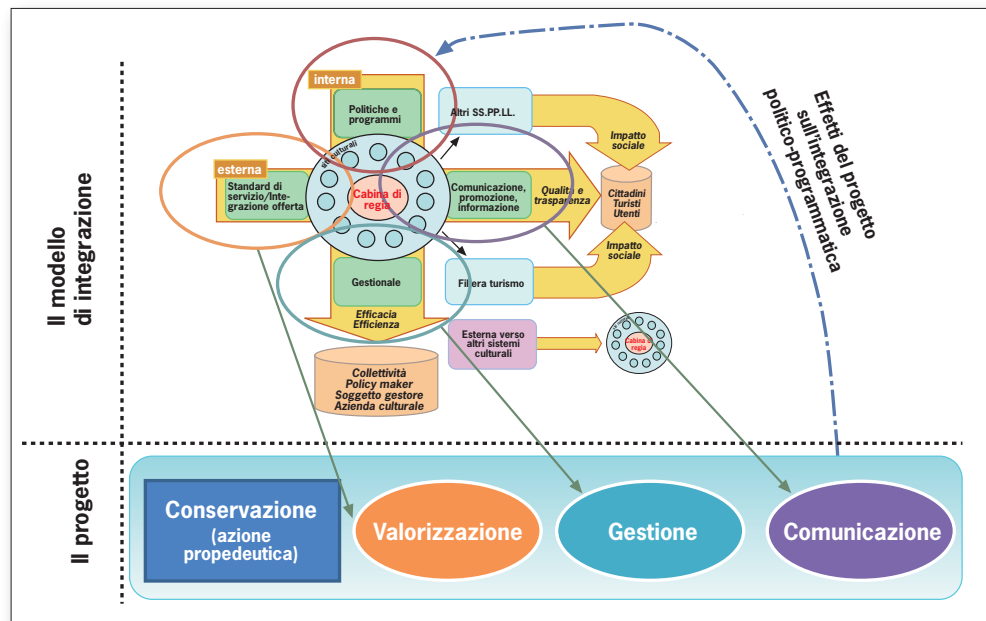 Il modello
di integrazione
interna
Politiche e
programmi
siti culturali
Cabina di
regia
esterna
Standard di
servizio/Inte-
grazione offerta
Comunicazione,
promozione,
informazione
Gestionale
Efficacia
Efficienza
Collettività
Policy maker
Soggetto gestore
Azienda culturale
Altri SS.PP.LL.
Impatto
sociale
Qualità e
trasparenza
Cittadini
Turisti
Utenti
Impatto
sociale
Filiera turismo
Esterna verso
altri sistemi
culturali
Cabina di
regia
Effetti del progetto
sull'integrazione
politico-programmatica
Il progetto
Conservazione
(azione
propedeutica)
Valorizzazione
Gestione
Comunicazione